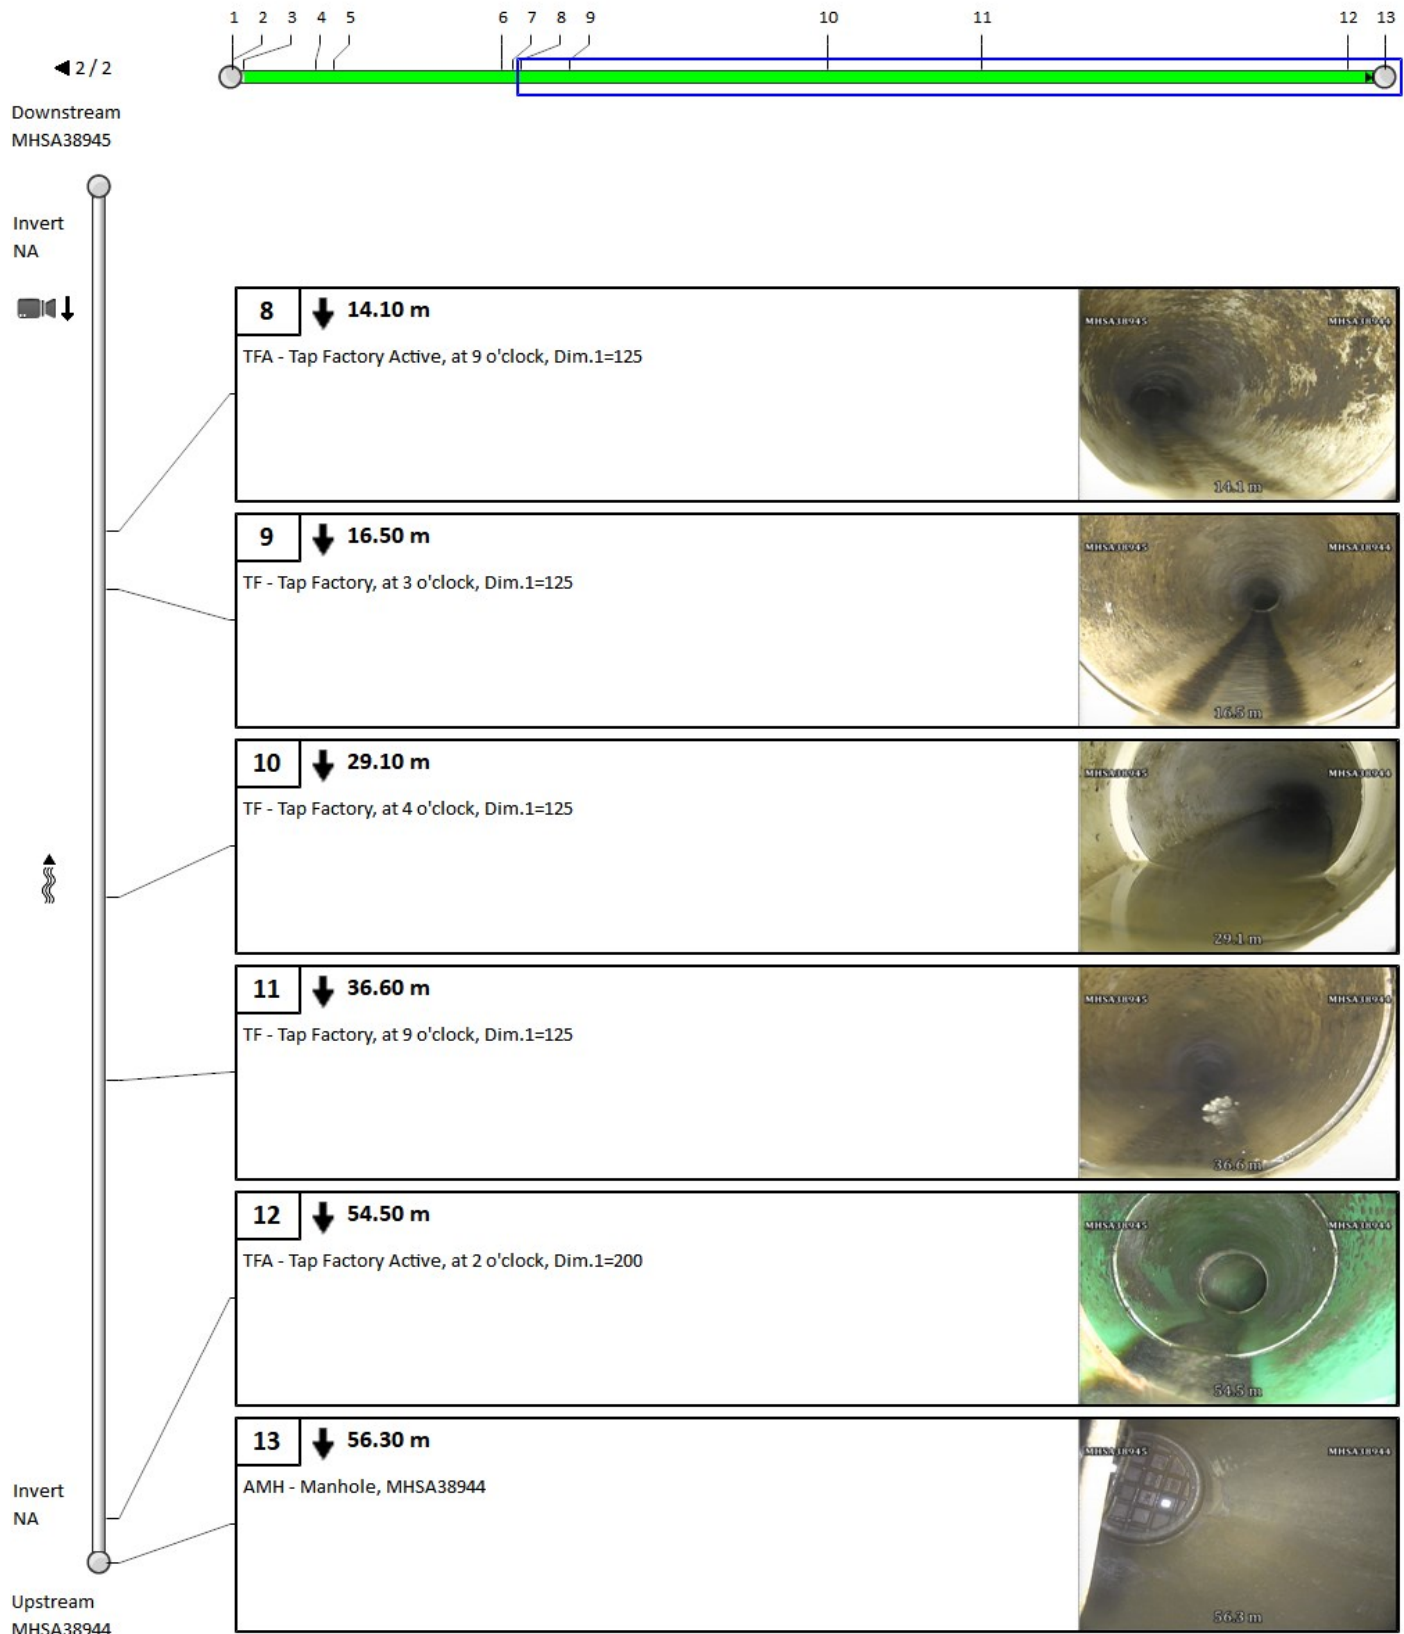 1 2 3 4 5 6 7 8 9 10 11 12 13
2 / 2
Downstream
MHSA38945
Invert
NA
8 14.10 m
TFA - Tap Factory Active, at 9 o'clock, Dim.1=125
MHSA38945 MHSA38944
14.1 m
9 16.50 m
TF - Tap Factory, at 3 o'clock, Dim.1=125
MHSA38945 MHSA38944
16.5 m
10 29.10 m
TF - Tap Factory, at 4 o'clock, Dim.1=125
MHSA38945 MHSA38944
29.1 m
11 36.60 m
TF - Tap Factory, at 9 o'clock, Dim.1=125
MHSA38945 MHSA38944
36.6 m
12 54.50 m
TFA - Tap Factory Active, at 2 o'clock, Dim.1=200
MHSA38945 MHSA38944
54.5 m
13 56.30 m
AMH - Manhole, MHSA38944
MHSA38945 MHSA38944
56.3 m
Invert
NA
Upstream
MHSA38944